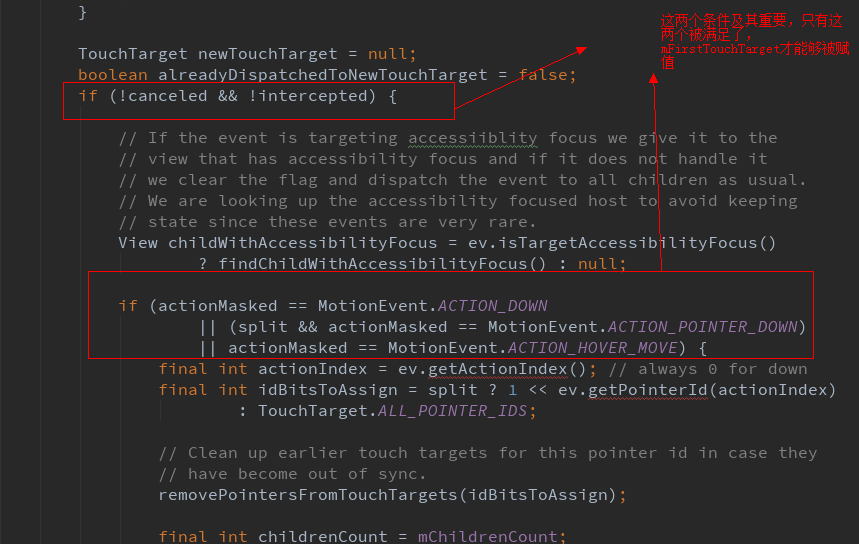 }
这两个条件及其重要，只有这
两个被满足了，
mFirstTouchTarget才能够被赋
值
TouchTarget newTouchTarget = null;
boolean alreadyDispatchedToNewTouchTarget = false;
if (!canceled && !intercepted) {
// If the event is targeting accessiiblity focus we give it to the
// view that has accessibility focus and if it does not handle it
// we clear the flag and dispatch the event to all children as usual.
// We are looking up the accessibility focused host to avoid keeping
// state since these events are very rare.
View childWithAccessibilityFocus = ev.isTargetAccessibilityFocus()
? findChildWithAccessibilityFocus() : null;
if (actionMasked == MotionEvent.ACTION_DOWN
|| (split && actionMasked == MotionEvent.ACTION_POINTER_DOWN)
|| actionMasked == MotionEvent.ACTION_HOVER_MOVE) {
final int actionIndex = ev.getActionIndex(); // always 0 for down
final int idBitsToAssign = split ? 1 << ev.getPointerId(actionIndex)
: TouchTarget.ALL_POINTER_IDS;
// Clean up earlier touch targets for this pointer id in case they
// have become out of sync.
removePointersFromTouchTargets(idBitsToAssign);
final int childrenCount = mChildrenCount;